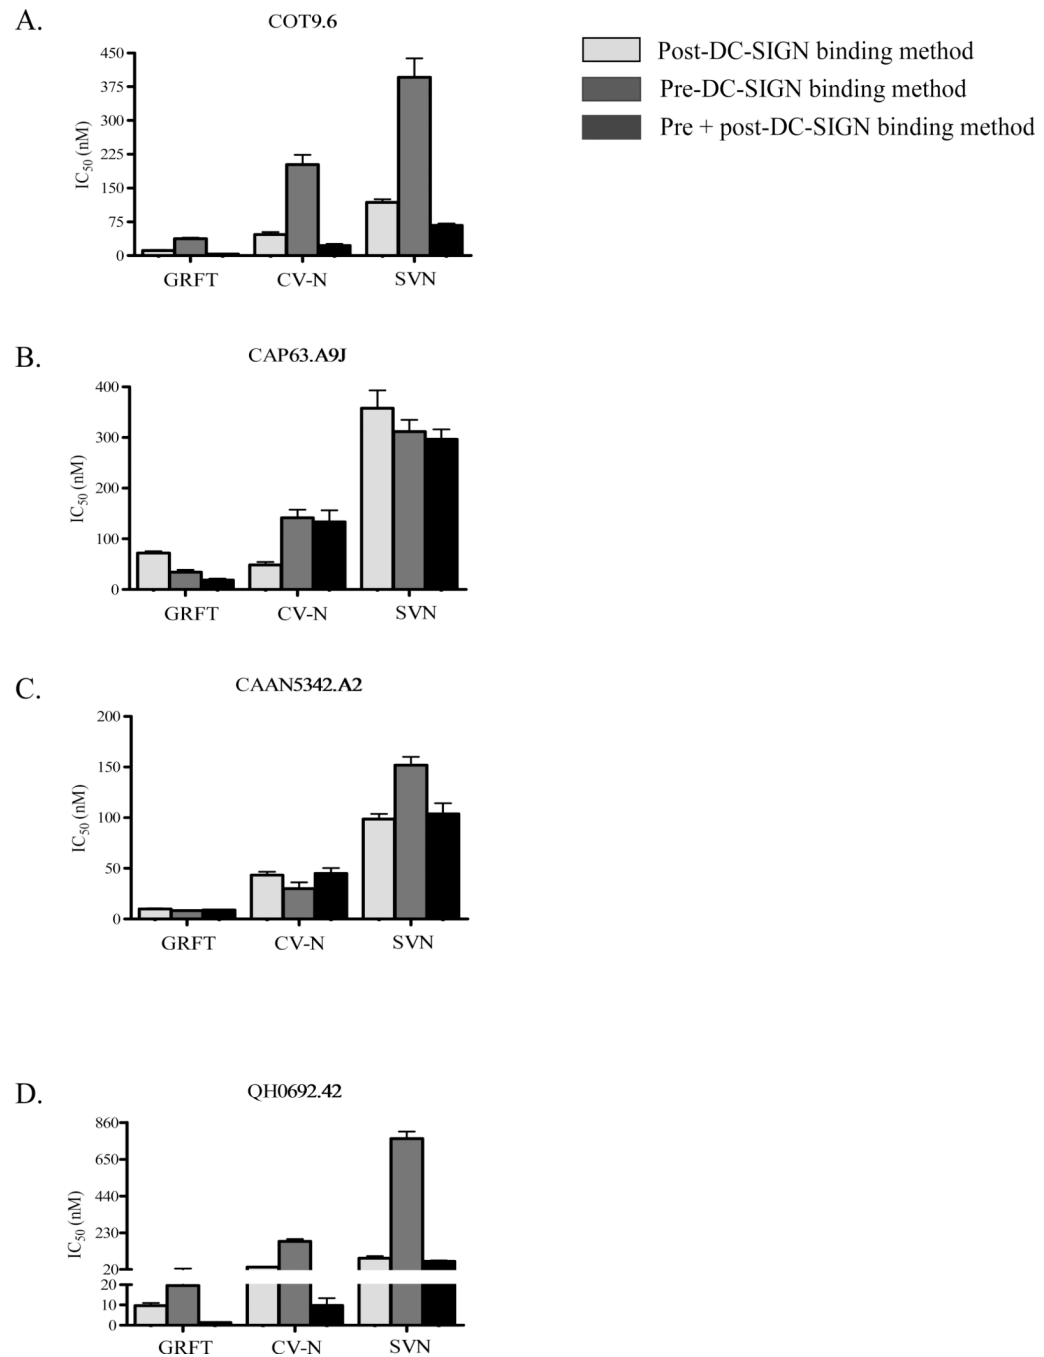 A.
COT9.6
Post-DC-SIGN binding method
Pre-DC-SIGN binding method
Pre + post-DC-SIGN binding method
IC50 (nM)
450
375
300
225
150
75
0
GRFT CV-N SVN
B.
CAP63.A9J
IC50 (nM)
400
300
200
100
0
GRFT CV-N SVN
C.
CAAN5342.A2
IC50 (nM)
200
150
100
50
0
GRFT CV-N SVN
D.
QH0692.42
IC50 (nM)
860
650
440
230
20
20
10
0
GRFT CV-N SVN